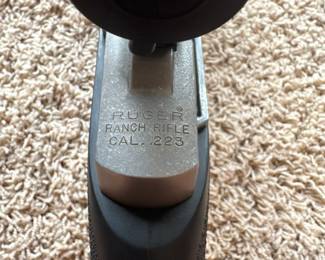 RUGER®
RANCH RIFLE
CAL. .223